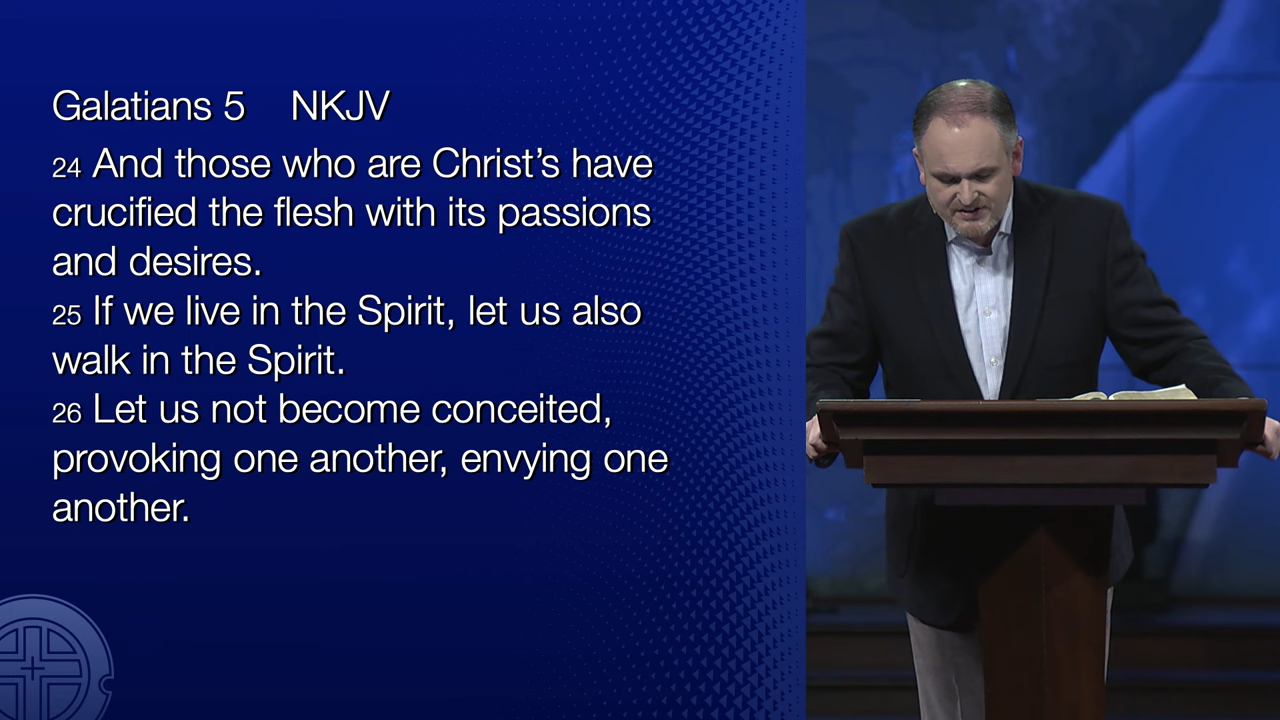 Galatians 5 NKJV
24 And those who are Christ’s have
crucified the flesh with its passions
and desires.
25 If we live in the Spirit, let us also
walk in the Spirit.
26 Let us not become conceited,
provoking one another, envying one
another.